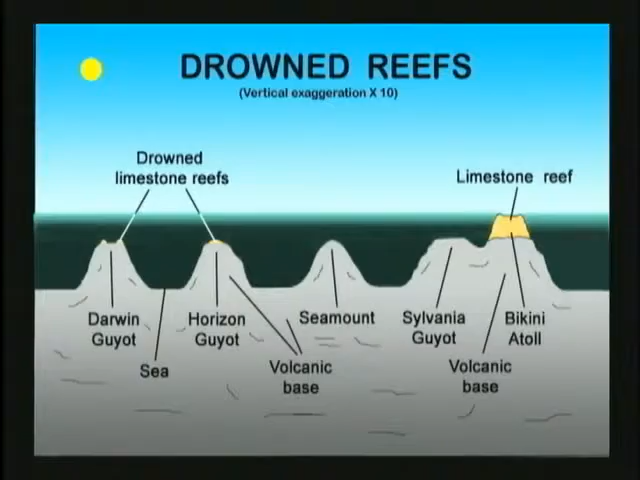 DROWNED REEFS
(Vertical exaggeration X 10)
Drowned
limestone reefs
Limestone reef
Darwin
Guyot
Horizon
Guyot
Seamount
Sylvania
Guyot
Bikini
Atoll
Sea
Volcanic
base
Volcanic
base